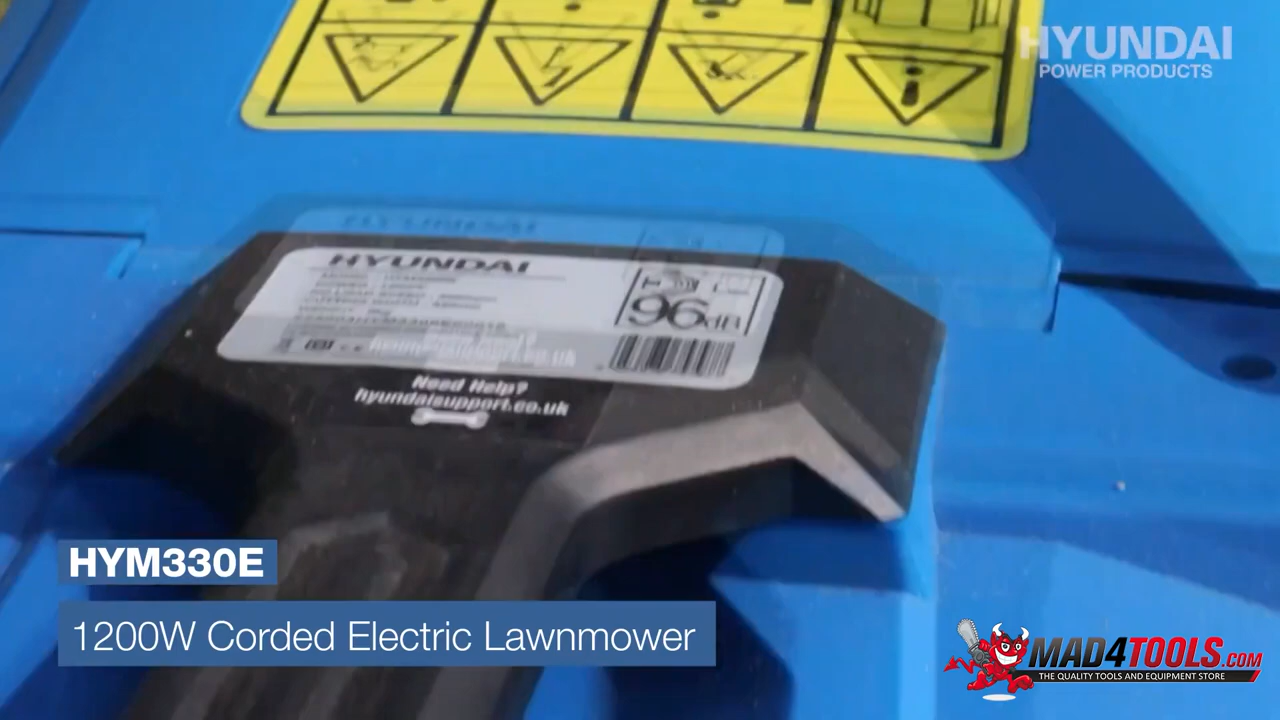 HYUNDAI
POWER PRODUCTS
HYUNDAI
96dB
Need Help?
hyundaisupport.co.uk
HYM330E
1200W Corded Electric Lawnmower
MAD4TOOLS.COM
THE QUALITY TOOLS AND EQUIPMENT STORE